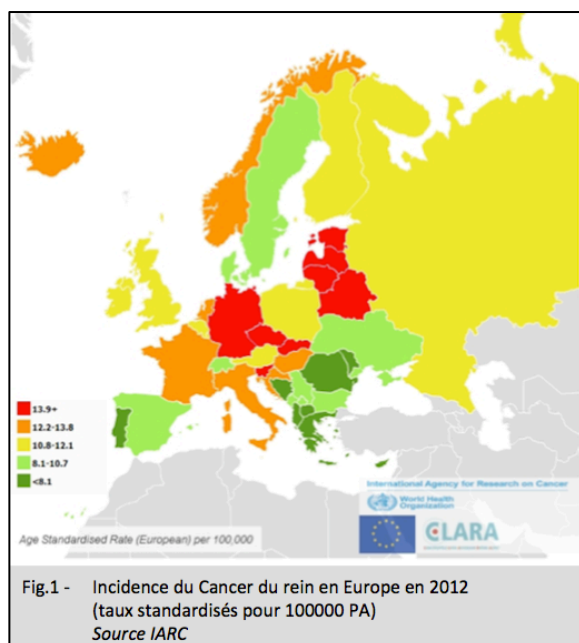 13.9+
12.2-13.8
10.8-12.1
8.1-10.7
<8.1
International Agency for Research on Cancer
World Health
Organization
CLARA
Age Standardised Rate (European) per 100,000
Fig.1 - Incidence du Cancer du rein en Europe en 2012
(taux standardisés pour 100000 PA)
Source IARC